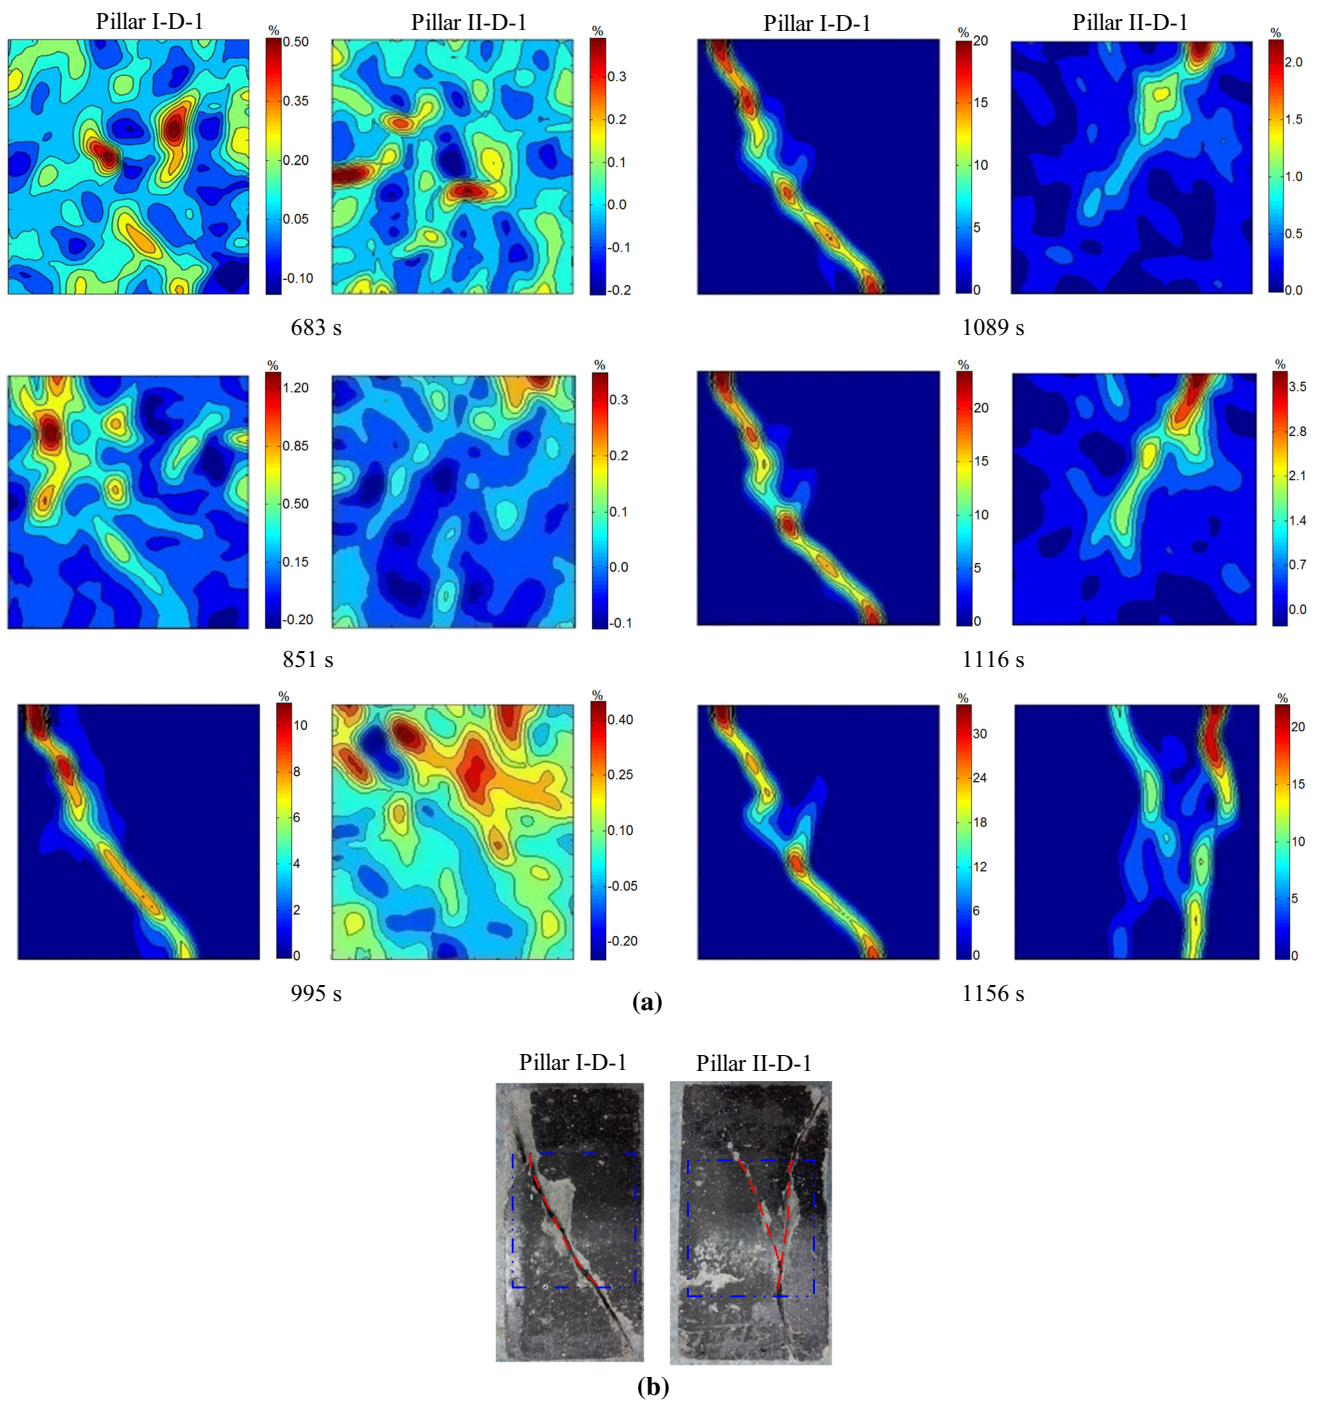 Pillar I-D-1 Pillar II-D-1 Pillar I-D-1 Pillar II-D-1
% 0.50 0.35 0.20 0.05 -0.10
% 0.3 0.2 0.1 0.0 -0.1 -0.2
% 20 15 10 5 0
% 2.0 1.5 1.0 0.5 0.0
683 s 1089 s
% 1.20 0.85 0.50 0.15 -0.20
% 0.3 0.2 0.1 0.0 -0.1
% 20 15 10 5 0
% 3.5 2.8 2.1 1.4 0.7 0.0
851 s 1116 s
% 10 8 6 4 2 0
% 0.40 0.25 0.10 -0.05 -0.20
% 30 24 18 12 6 0
% 20 15 10 5 0
995 s 1156 s
(a)
Pillar I-D-1 Pillar II-D-1
(b)